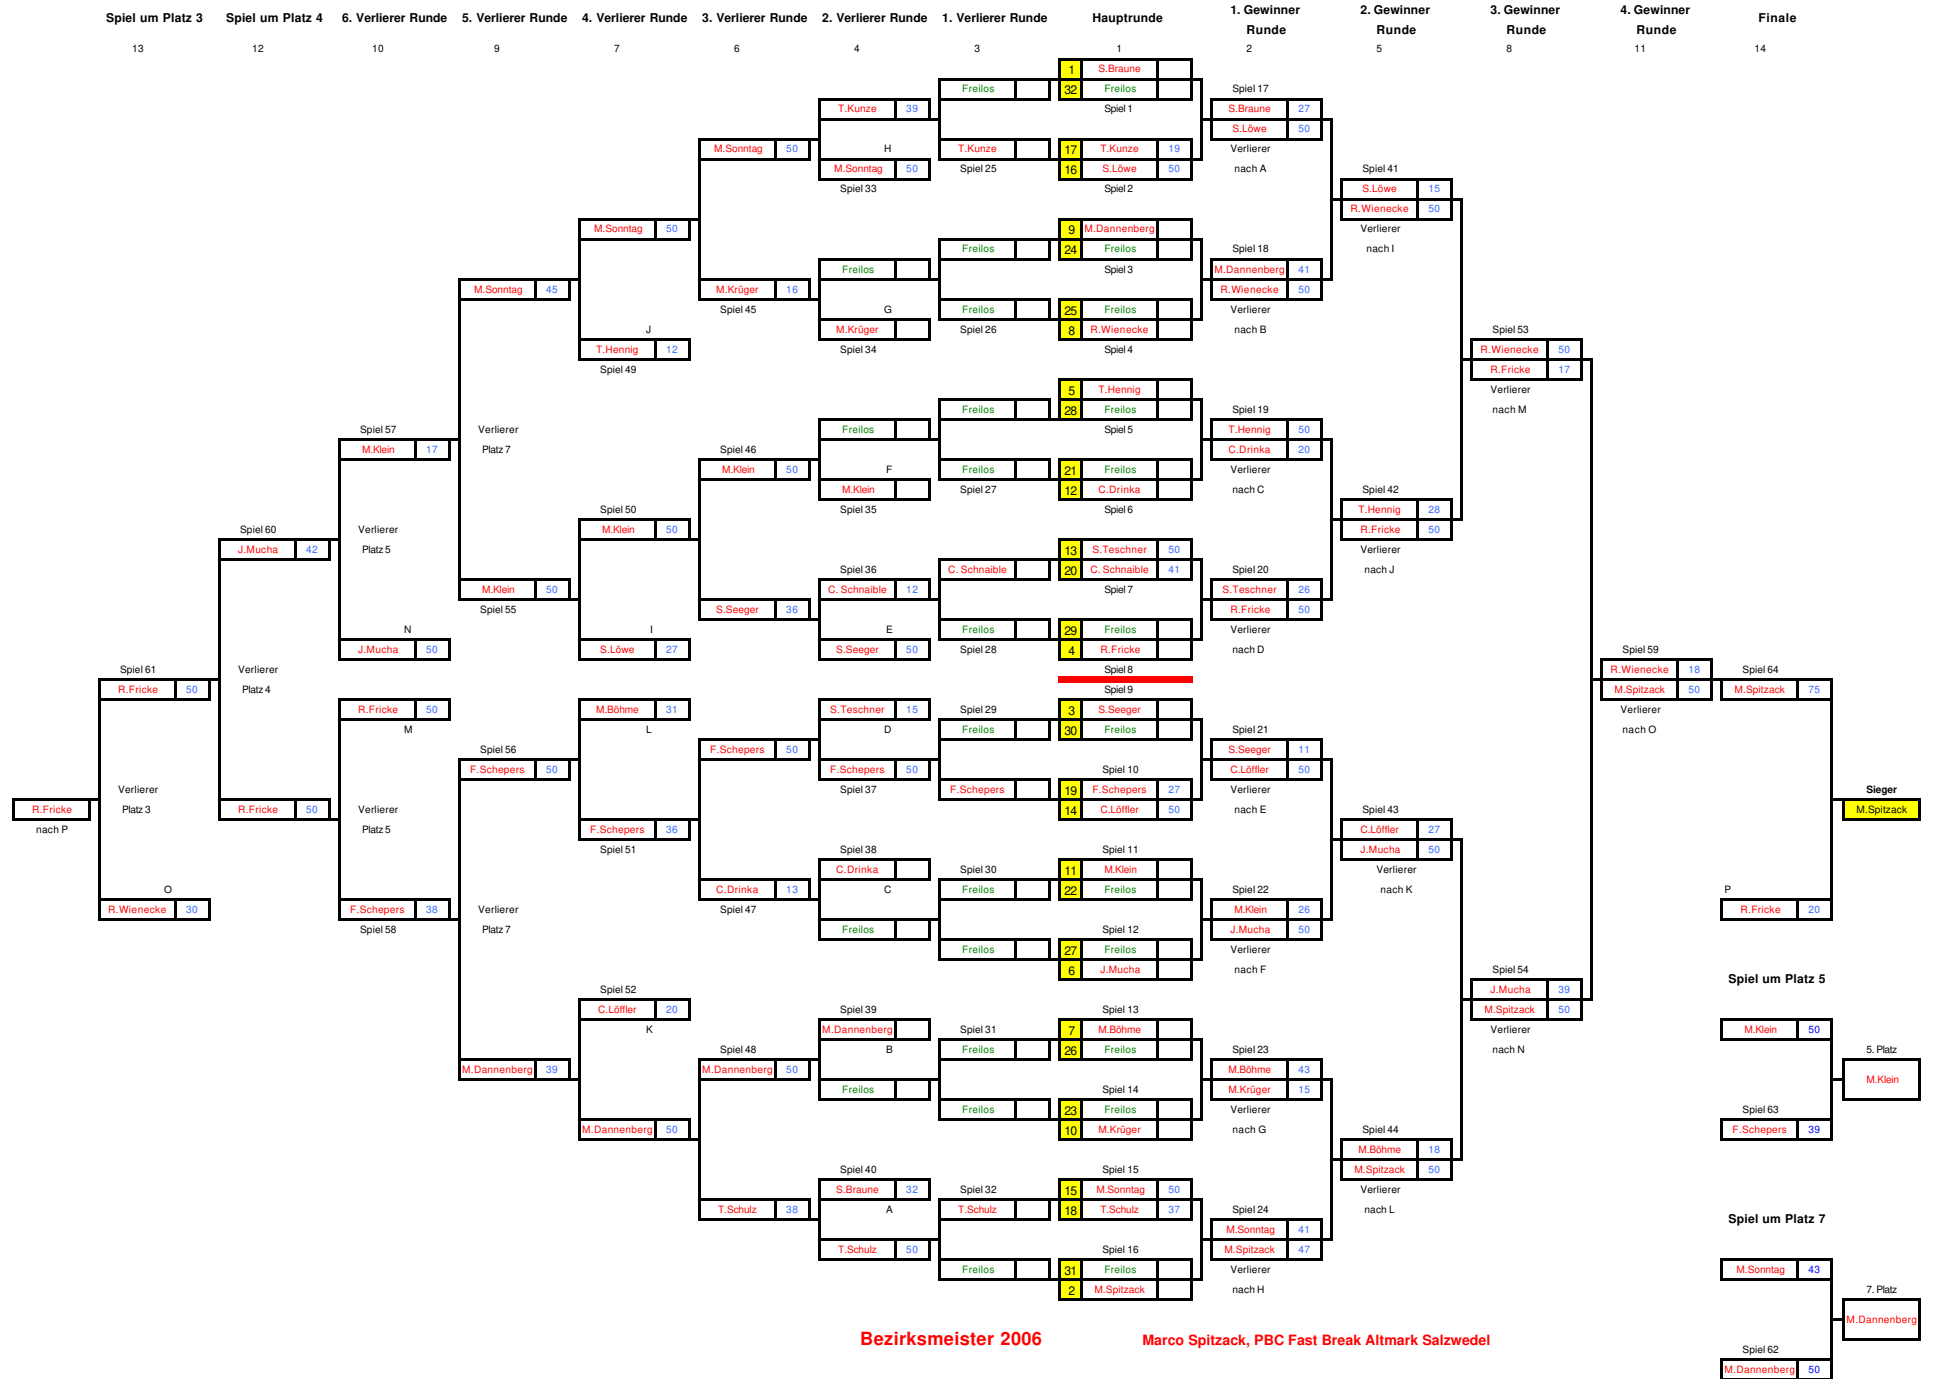 Spiel um Platz 3 Spiel um Platz 4 6. Verlierer Runde 5. Verlierer Runde 4. Verlierer Runde 3. Verlierer Runde 2. Verlierer Runde 1. Verlierer Runde Hauptrunde 1. Gewinner Runde 2. Gewinner Runde 3. Gewinner Runde 4. Gewinner Runde Finale
13 12 10 9 7 6 4 3 1 2 5 8 11 14
1 S.Braune
Freilos 32 Freilos Spiel 17
T.Kunze 39 Spiel 1 S.Braune 27
S.Löwe 50
M.Sonntag 50 H T.Kunze 17 T.Kunze 19 Verlierer
M.Sonntag 50 Spiel 25 16 S.Löwe 50 nach A Spiel 41
Spiel 33 Spiel 2 S.Löwe 15
R.Wienecke 50
M.Sonntag 50 9 M.Dannenberg Verlierer
Freilos 24 Freilos Spiel 18 nach I
Freilos Spiel 3 M.Dannenberg 41
M.Sonntag 45 M.Krüger 16 R.Wienecke 50
Spiel 45 G Freilos 25 Freilos Verlierer
J M.Krüger Spiel 26 8 R.Wienecke nach B Spiel 53
T.Hennig 12 Spiel 34 Spiel 4 R.Wienecke 50
Spiel 49 R.Fricke 17
5 T.Hennig Verlierer
Freilos 28 Freilos Spiel 19 nach M
Spiel 57 Verlierer Freilos Spiel 5 T.Hennig 50
M.Klein 17 Platz 7 Spiel 46 C.Drinka 20
M.Klein 50 F Freilos 21 Freilos Verlierer
M.Klein Spiel 27 12 C.Drinka nach C Spiel 42
Spiel 50 Spiel 35 Spiel 6 T.Hennig 28
Spiel 60 Verlierer M.Klein 50 R.Fricke 50
J.Mucha 42 Platz 5 13 S.Teschner 50 Verlierer
Spiel 36 C. Schnaible 20 C. Schnaible 41 Spiel 20 nach J
M.Klein 50 C. Schnaible 12 Spiel 7 S.Teschner 26
Spiel 55 S.Seeger 36 R.Fricke 50
N I E Freilos 29 Freilos Verlierer
J.Mucha 50 S.Löwe 27 S.Seeger 50 Spiel 28 4 R.Fricke nach D Spiel 59
Spiel 61 Verlierer Spiel 8 R.Wienecke 18 Spiel 64
R.Fricke 50 Platz 4 Spiel 9 M.Spitzack 50 M.Spitzack 75
R.Fricke 50 M.Böhme 31 S.Teschner 15 Spiel 29 3 S.Seeger Verlierer
M L D Freilos 30 Freilos Spiel 21 nach O
Spiel 56 F.Schepers 50 S.Seeger 11
F.Schepers 50 F.Schepers 50 Spiel 10 C.Löffler 50
Verlierer Spiel 37 F.Schepers 19 F.Schepers 27 Verlierer Sieger
R.Fricke Platz 3 R.Fricke 50 Verlierer 14 C.Löffler 50 nach E Spiel 43 M.Spitzack
nach P Platz 5 F.Schepers 36 C.Löffler 27
Spiel 51 Spiel 38 Spiel 11 J.Mucha 50
C.Drinka Spiel 30 11 M.Klein Verlierer
O C.Drinka 13 C Freilos 22 Freilos Spiel 22 nach K P
R.Wienecke 30 F.Schepers 38 Verlierer Spiel 47 M.Klein 26 R.Fricke 20
Spiel 58 Platz 7 Freilos Spiel 12 J.Mucha 50
Freilos 27 Freilos Verlierer
6 J.Mucha nach F Spiel 54 Spiel um Platz 5
Spiel 52 J.Mucha 39
C.Löffler 20 Spiel 39 Spiel 13 M.Spitzack 50
K M.Dannenberg Spiel 31 7 M.Böhme Verlierer M.Klein 50
Spiel 48 B Freilos 26 Freilos Spiel 23 nach N 5. Platz
M.Dannenberg 39 M.Dannenberg 50 M.Böhme 43 M.Klein
Freilos Spiel 14 M.Krüger 15
Freilos 23 Freilos Verlierer Spiel 63
M.Dannenberg 50 10 M.Krüger nach G Spiel 44 F.Schepers 39
M.Böhme 18
Spiel 40 Spiel 15 M.Spitzack 50
S.Braune 32 Spiel 32 15 M.Sonntag 50 Verlierer
T.Schulz 38 A T.Schulz 18 T.Schulz 37 Spiel 24 nach L Spiel um Platz 7
M.Sonntag 41
T.Schulz 50 Spiel 16 M.Spitzack 47
Freilos 31 Freilos Verlierer M.Sonntag 43
2 M.Spitzack nach H 7. Platz
M.Dannenberg
Bezirksmeister 2006 Marco Spitzack, PBC Fast Break Altmark Salzwedel
Spiel 62
M.Dannenberg 50